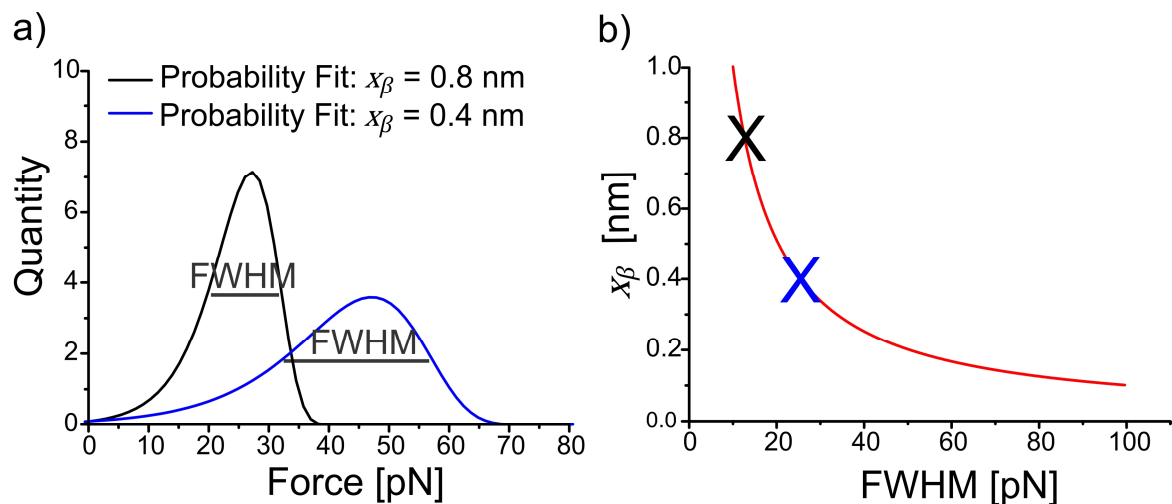 a)
10
8
6
4
2
0
Quantity
Probability Fit: xβ = 0.8 nm
Probability Fit: xβ = 0.4 nm
FWHM
FWHM
0 10 20 30 40 50 60 70 80
Force [pN]
b)
1.0
0.8
0.6
0.4
0.2
0.0
xβ [nm]
X
X
0 20 40 60 80 100
FWHM [pN]